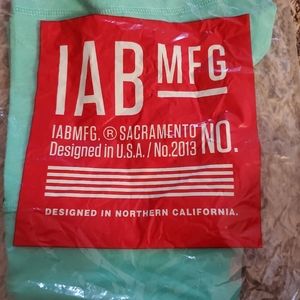 IAB MFG
IABMFG. ® SACRAMENTO NO.
Designed in U.S.A. / No.2013
DESIGNED IN NORTHERN CALIFORNIA.